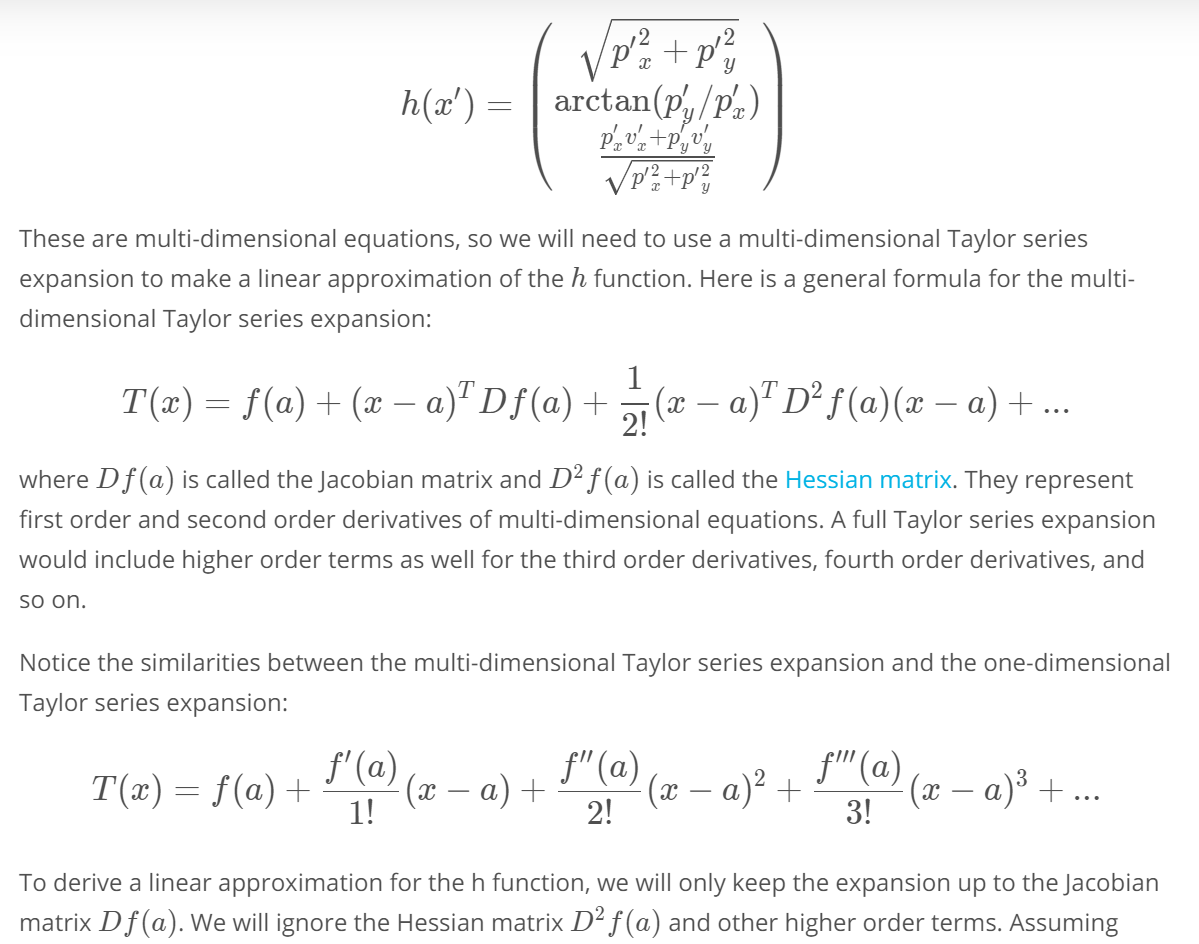 h(x′) = ( √(p′ₓ² + p′ᵧ²)
arctan(p′ᵧ/p′ₓ)
(p′ₓv′ₓ+p′ᵧv′ᵧ)/√(p′ₓ²+p′ᵧ²) )
These are multi-dimensional equations, so we will need to use a multi-dimensional Taylor series
expansion to make a linear approximation of the h function. Here is a general formula for the multi-
dimensional Taylor series expansion:
T(x) = f(a) + (x − a)ᵀDf(a) + 1/2!(x − a)ᵀD²f(a)(x − a) + ...
where Df(a) is called the Jacobian matrix and D²f(a) is called the Hessian matrix. They represent
first order and second order derivatives of multi-dimensional equations. A full Taylor series expansion
would include higher order terms as well for the third order derivatives, fourth order derivatives, and
so on.
Notice the similarities between the multi-dimensional Taylor series expansion and the one-dimensional
Taylor series expansion:
T(x) = f(a) + f′(a)/1!(x − a) + f″(a)/2!(x − a)² + f‴(a)/3!(x − a)³ + ...
To derive a linear approximation for the h function, we will only keep the expansion up to the Jacobian
matrix Df(a). We will ignore the Hessian matrix D²f(a) and other higher order terms. Assuming